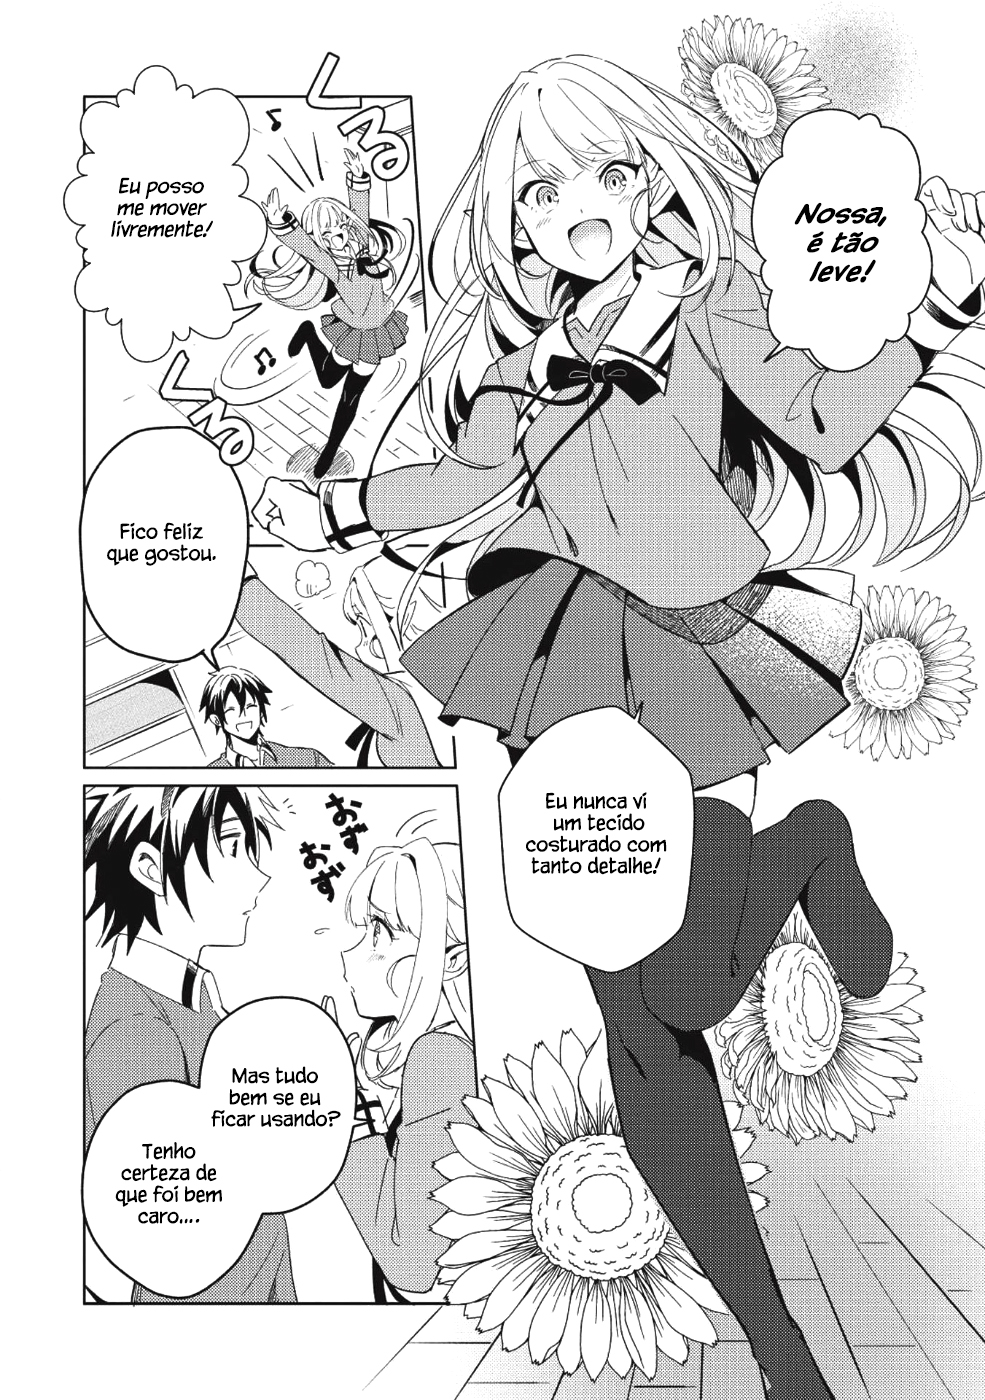 Nossa,
é tão
leve!
Eu posso
me mover
livremente!
くる
くる
Eu nunca vi
um tecido
costurado com
tanto detalhe!
Fico feliz
que gostou.
おず
おず
Mas tudo
bem se eu
ficar usando?
Tenho
certeza de
que foi bem
caro....